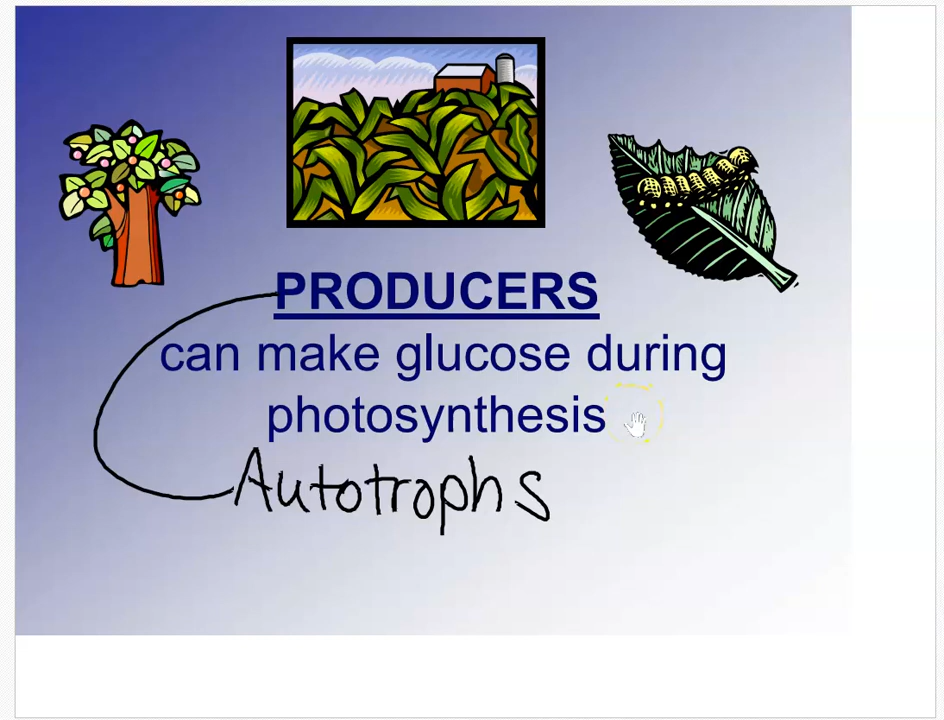 PRODUCERS
can make glucose during
photosynthesis
Autotrophs